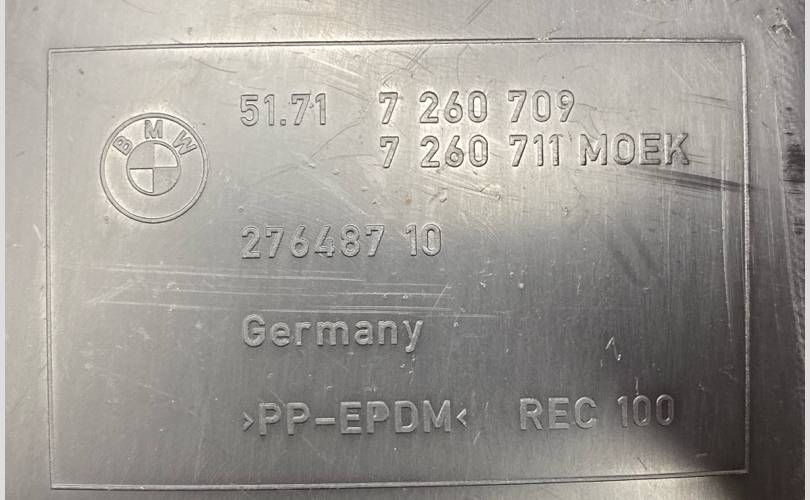 BMW
51.71 7 260 709
7 260 711 MOEK
276487 10
Germany
>PP-EPDM< REC 100